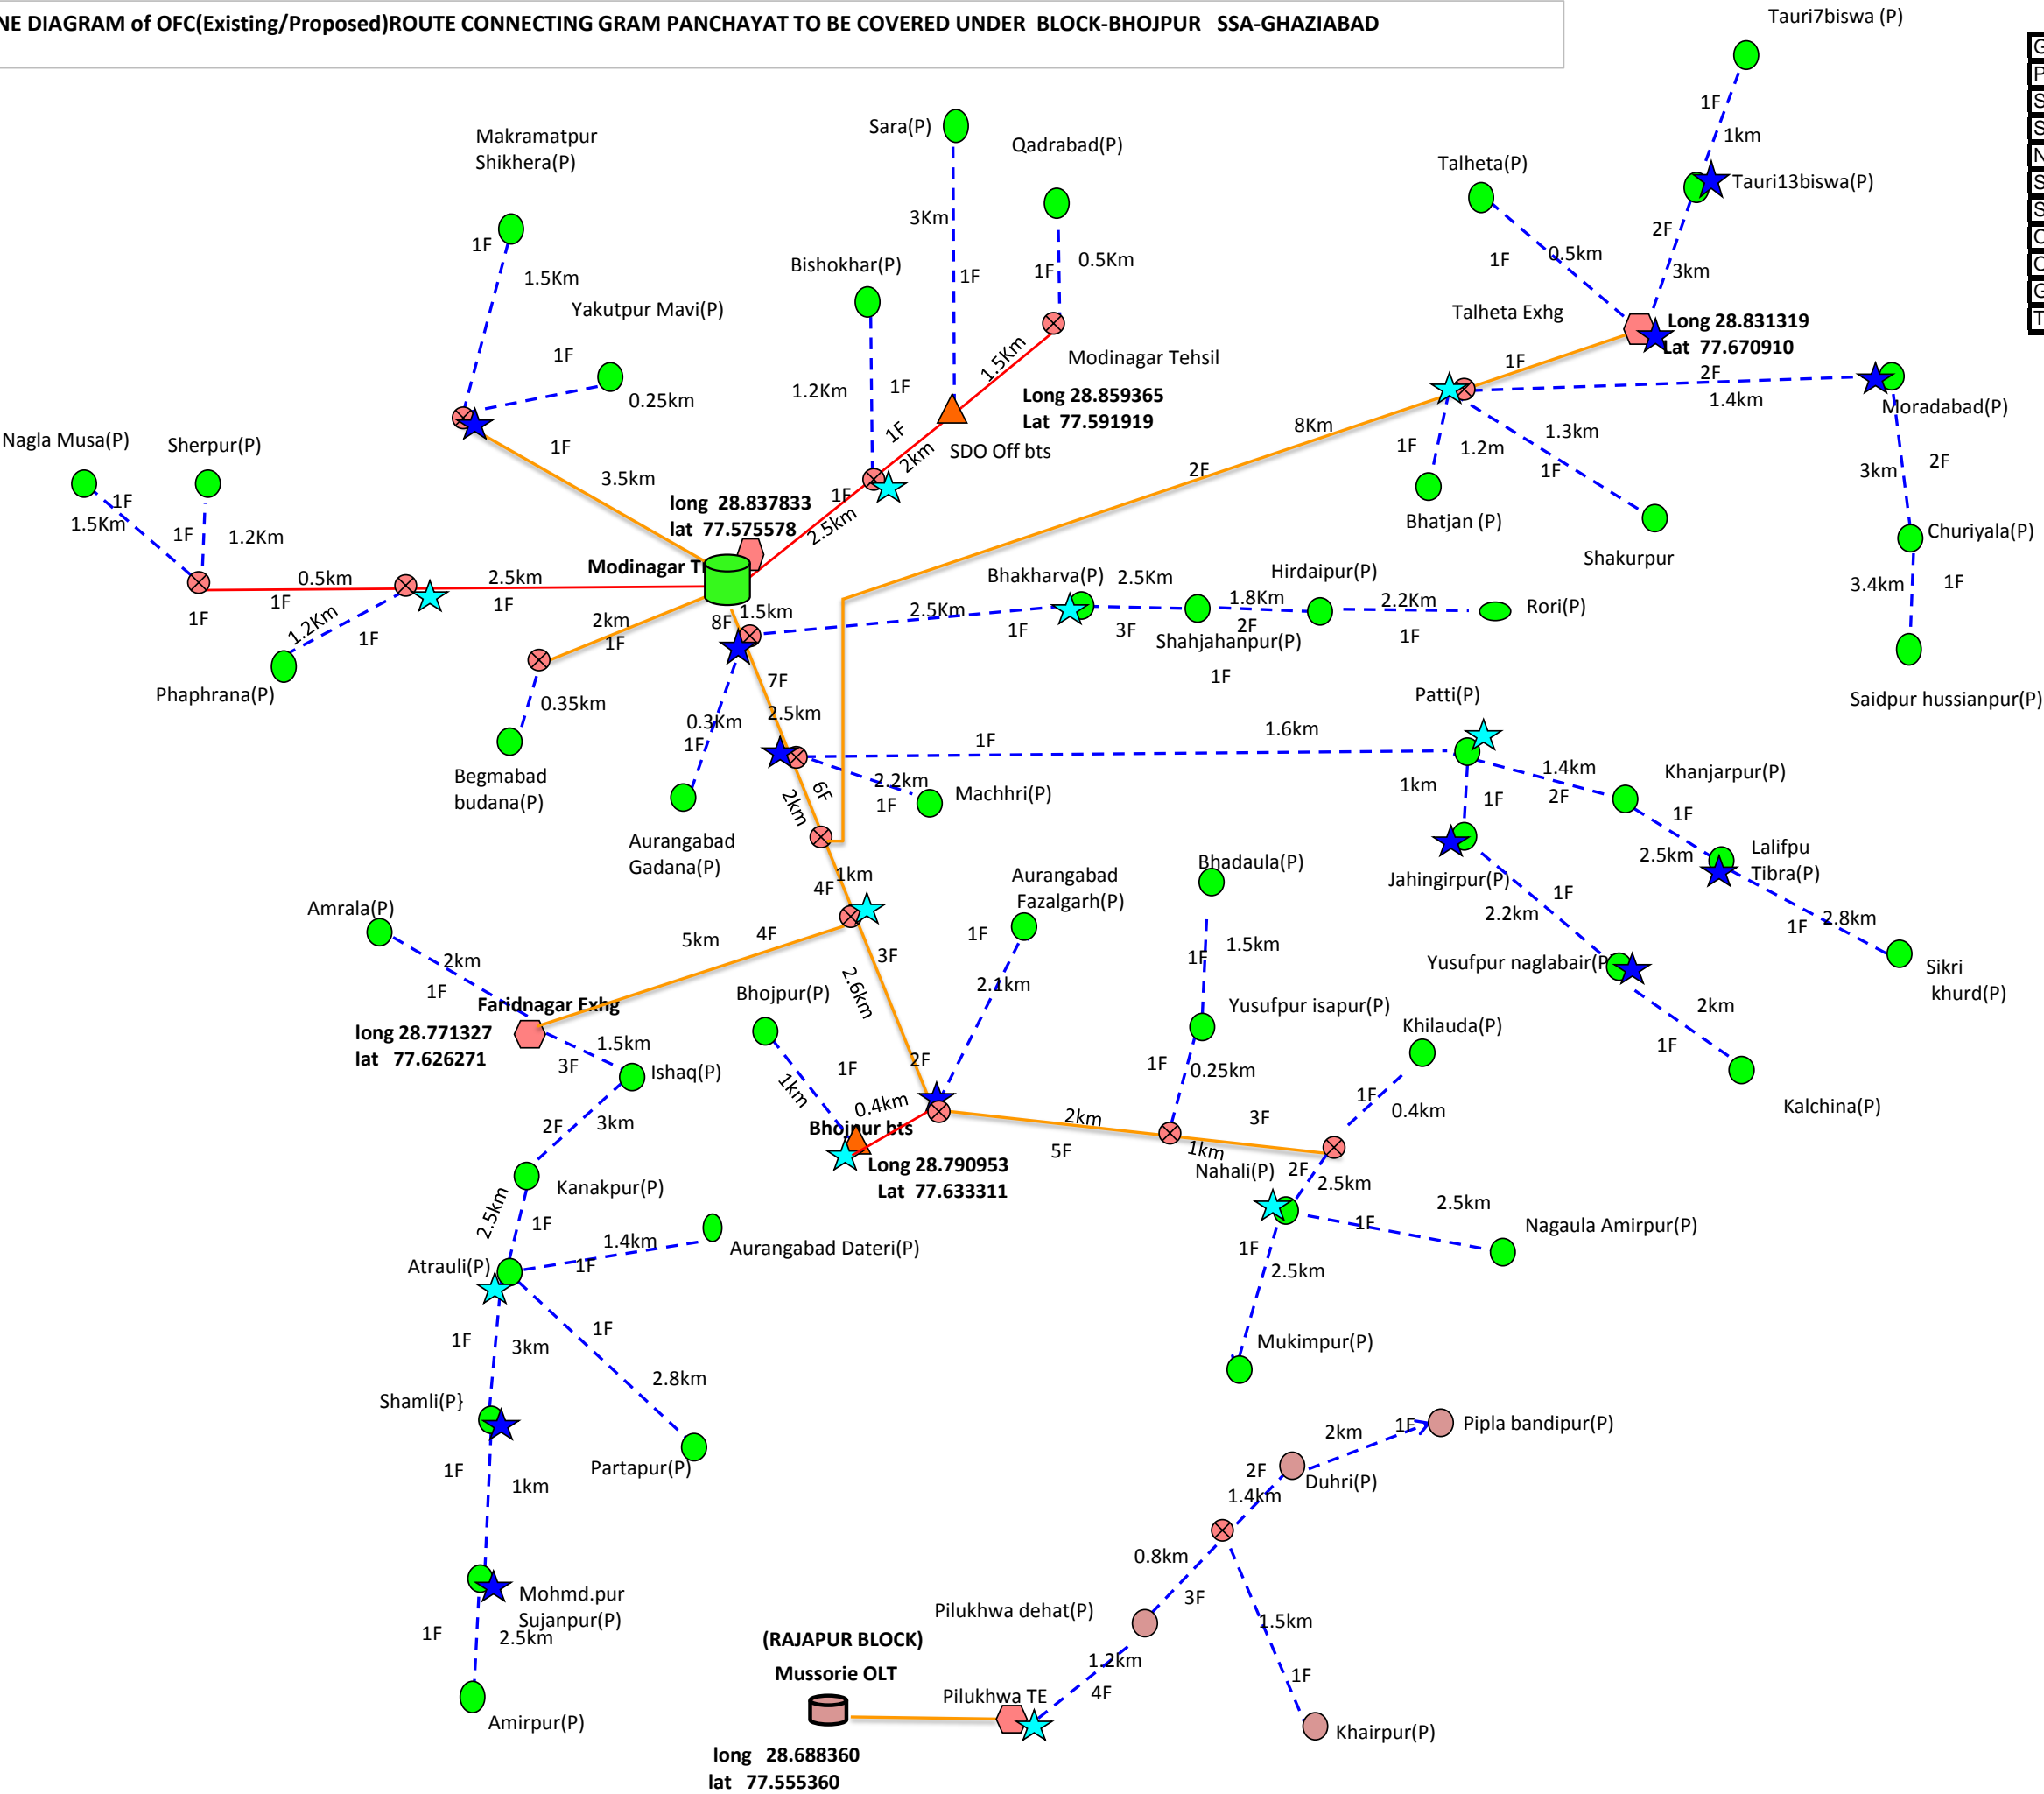 NE DIAGRAM of OFC(Existing/Proposed)ROUTE CONNECTING GRAM PANCHAYAT TO BE COVERED UNDER BLOCK-BHOJPUR SSA-GHAZIABAD
Tauri7biswa (P)
G
P
S
S
N
S
S
O
O
G
T
1F
1km
Tauri13biswa(P)
2F
3km
Talheta(P)
1F
0.5km
Talheta Exhg
Long 28.831319
Lat 77.670910
1F
2F
1.4km
Moradabad(P)
3km
2F
Churiyala(P)
3.4km
1F
Saidpur hussianpur(P)
1F
1.2m
1.3km
1F
Bhatjan (P)
Shakurpur
8Km
2F
Makramatpur
Shikhera(P)
1F
1.5Km
Yakutpur Mavi(P)
1F
0.25km
1F
3.5km
Sara(P)
3Km
1F
Qadrabad(P)
1F
0.5Km
Bishokhar(P)
1.2Km
1F
1.5Km
Modinagar Tehsil
Long 28.859365
Lat 77.591919
SDO Off bts
1F
2km
1F
2.5km
long 28.837833
lat 77.575578
Modinagar T
Nagla Musa(P)
Sherpur(P)
1F
1.5Km
1F
1.2Km
0.5km
1F
1F
2.5km
1F
1.2Km
1F
Phaphrana(P)
2km
1F
0.35km
Begmabad
budana(P)
8F
1.5km
2.5Km
1F
Bhakharva(P)
2.5Km
3F
Shahjahanpur(P)
1.8Km
2F
Hirdaipur(P)
2.2Km
1F
Rori(P)
1F
7F
2.5km
0.3Km
1F
Aurangabad
Gadana(P)
1F
1.6km
2.2km
1F
Machhri(P)
6F
2km
Patti(P)
1km
1F
1.4km
2F
Khanjarpur(P)
1F
2.5km
Lalifpu
Tibra(P)
2.8km
1F
Sikri
khurd(P)
Jahingirpur(P)
1F
2.2km
Yusufpur naglabair(P
2km
1F
Kalchina(P)
1km
4F
5km
4F
3F
2.6km
2F
Amrala(P)
2km
1F
Faridnagar Exhg
long 28.771327
lat 77.626271
1.5km
3F
Ishaq(P)
2F
3km
Kanakpur(P)
2.5km
1F
Atrauli(P)
1.4km
1F
Aurangabad Dateri(P)
1F
3km
1F
2.8km
Partapur(P)
Shamli(P}
1F
1km
Mohmd.pur
Sujanpur(P)
1F
2.5km
Amirpur(P)
Aurangabad
Fazalgarh(P)
1F
2.1km
Bhojpur(P)
1km
1F
0.4km
Bhojpur bts
Long 28.790953
Lat 77.633311
2km
5F
Bhadaula(P)
1F
1.5km
Yusufpur isapur(P)
1F
0.25km
3F
1km
Khilauda(P)
1F
0.4km
Nahali(P)
2F
2.5km
1F
2.5km
Nagaula Amirpur(P)
1F
2.5km
Mukimpur(P)
2km
1F
Pipla bandipur(P)
2F
Duhri(P)
1.4km
0.8km
3F
1.5km
1F
Khairpur(P)
Pilukhwa dehat(P)
1.2km
4F
Pilukhwa TE
(RAJAPUR BLOCK)
Mussorie OLT
long 28.688360
lat 77.555360